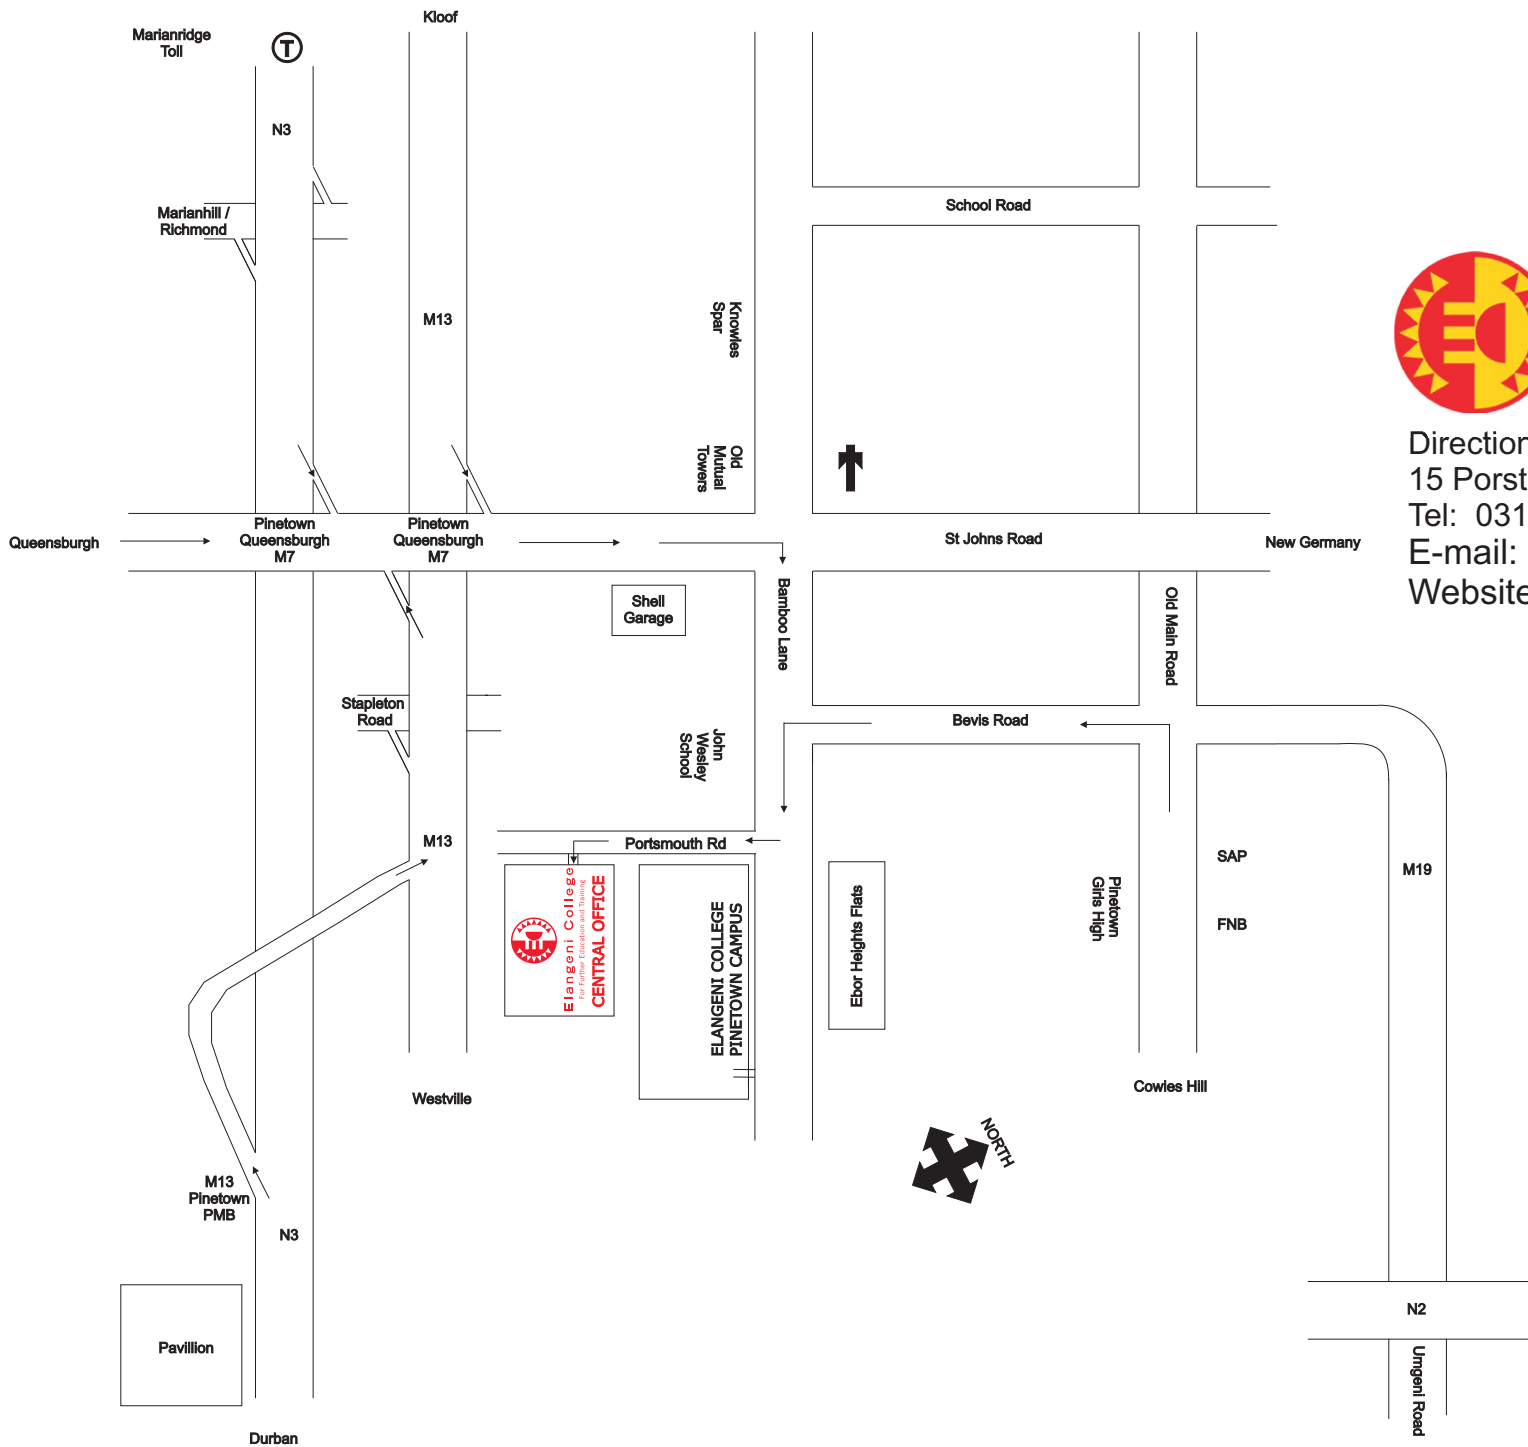 Kloof
Marianridge
Toll
T
N3
Marianhill /
Richmond
School Road
M13
Knowles
Spar
Old
Mutual
Towers
Direction
15 Porst
Tel: 031
E-mail:
Website
Queensburgh
Pinetown
Queensburgh
M7
Pinetown
Queensburgh
M7
St Johns Road
New Germany
Shell
Garage
Bamboo Lane
Old Main Road
Stapleton
Road
John
Wesley
School
Bevis Road
M13
Portsmouth Rd
Elangeni College
For Further Education and Training
CENTRAL OFFICE
ELANGENI COLLEGE
PINETOWN CAMPUS
Ebor Heights Flats
Pinetown
Girls High
SAP
FNB
M19
Westville
Cowies Hill
NORTH
M13
Pinetown
PMB
N3
Pavillion
N2
Umgeni Road
Durban